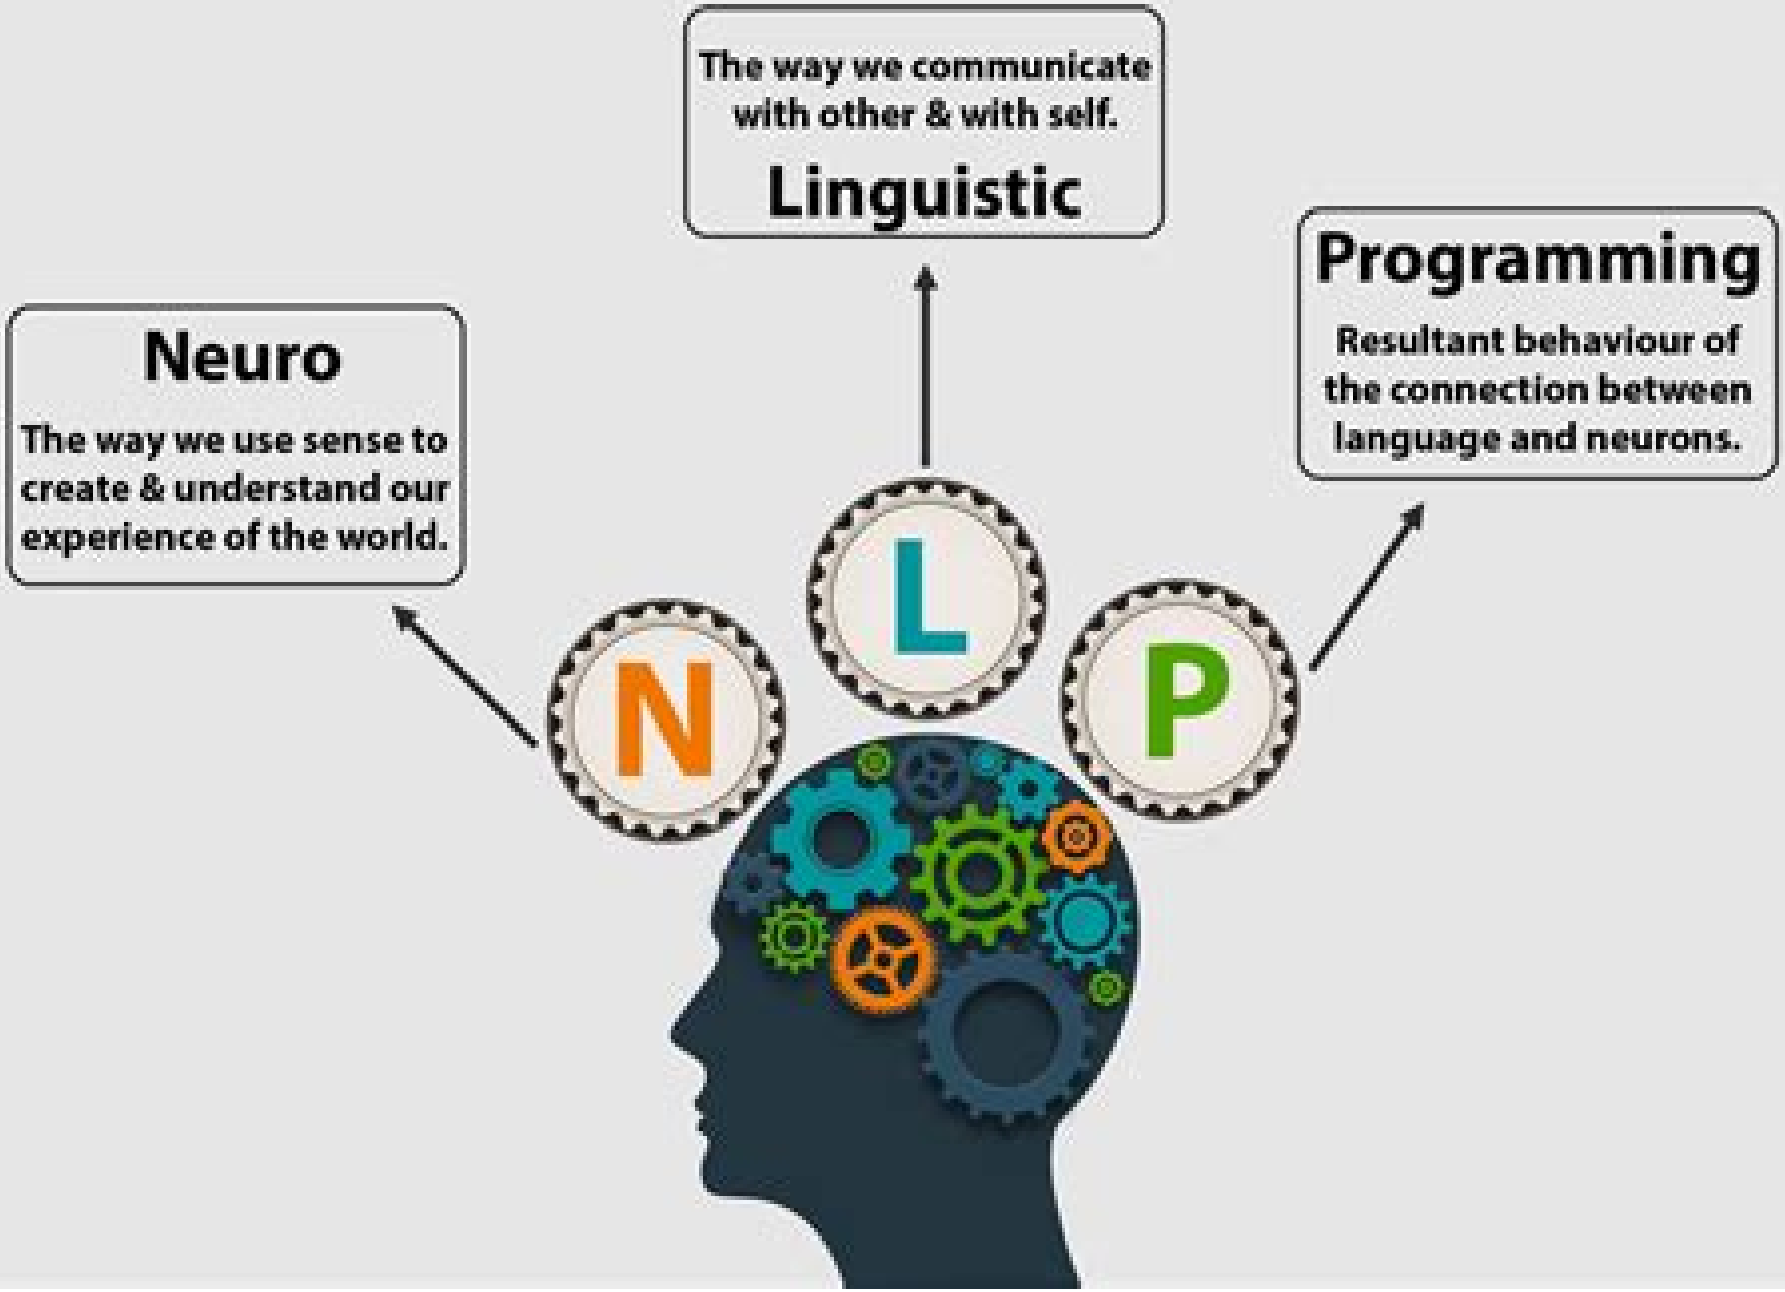 The way we communicate
with other & with self.
Linguistic
Programming
Resultant behaviour of
the connection between
language and neurons.
Neuro
The way we use sense to
create & understand our
experience of the world.
N
L
P